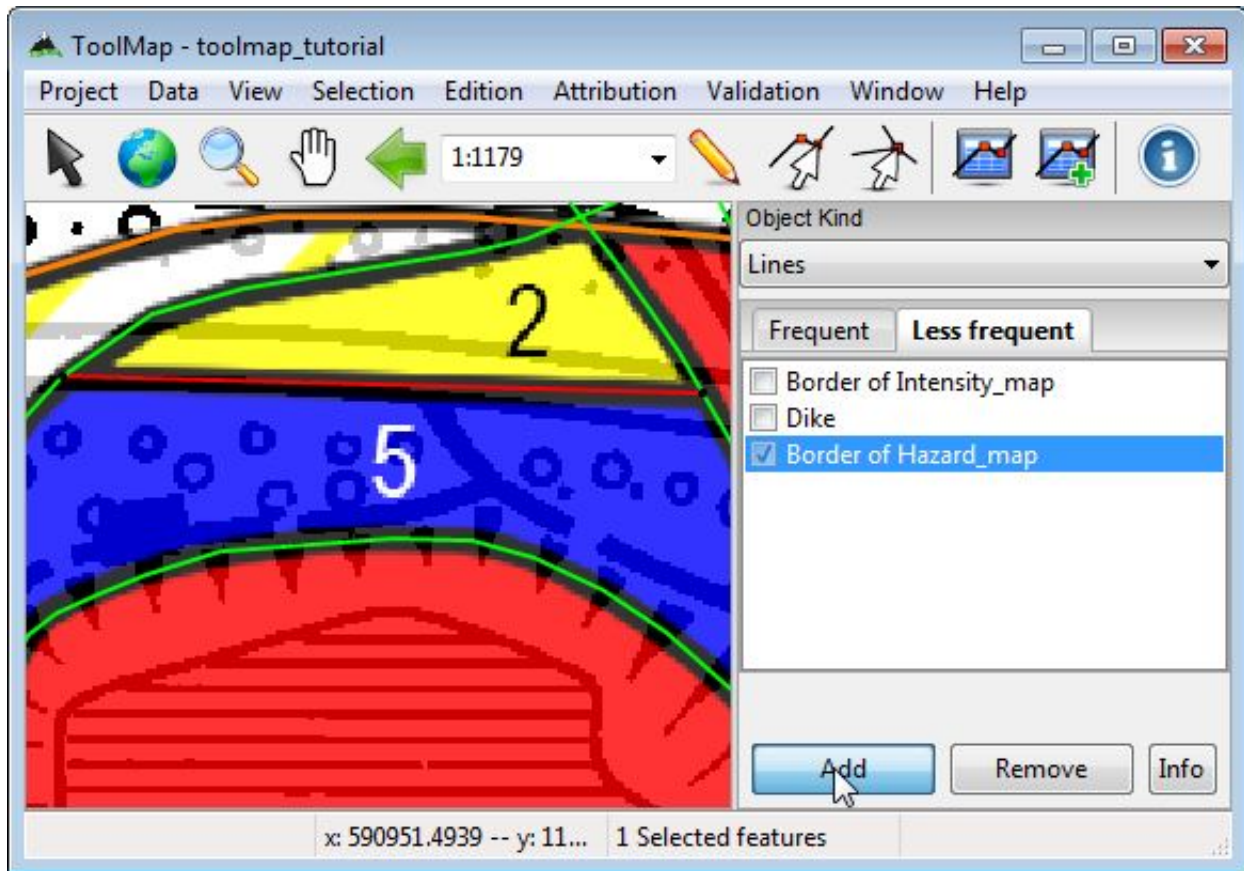 ToolMap - toolmap_tutorial
Project Data View Selection Edition Attribution Validation Window Help
1:1179
Object Kind
Lines
Frequent Less frequent
Border of Intensity_map
Dike
Border of Hazard_map
2
5
Add Remove Info
x: 590951.4939 -- y: 11... 1 Selected features